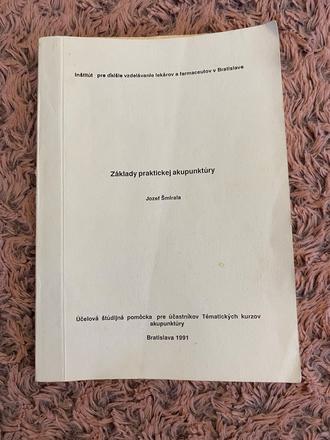 Inštitút pre ďalšie vzdelávanie lekárov a farmaceutov v Bratislave
Základy praktickej akupunktúry
Jozef Šmirala
Účelová študijná pomôcka pre účastníkov Tématických kurzov
akupunktúry
Bratislava 1991